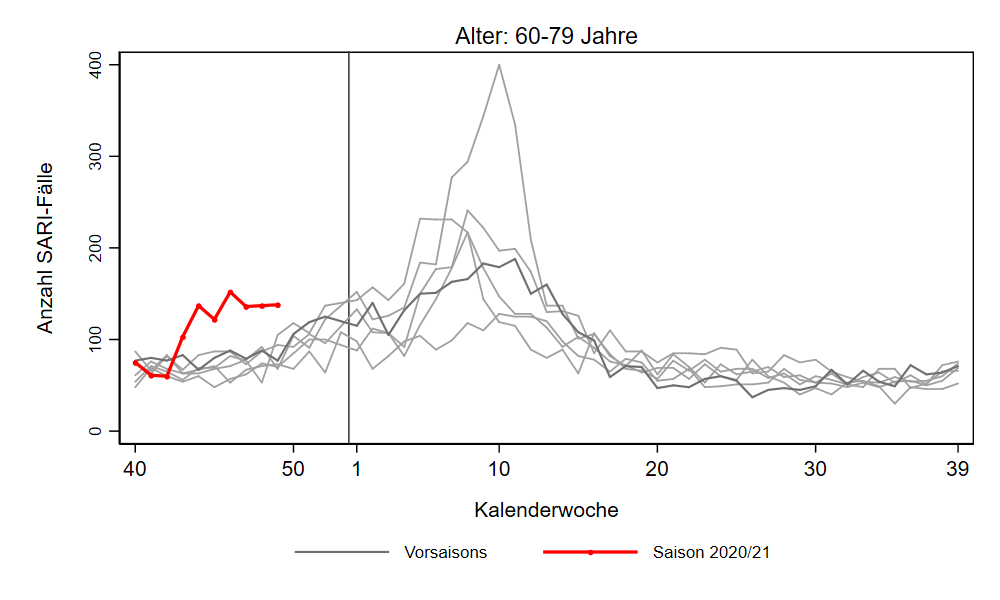 Alter: 60-79 Jahre
Anzahl SARI-Fälle
400
300
200
100
0
40 50 1 10 20 30 39
Kalenderwoche
Vorsaisons Saison 2020/21